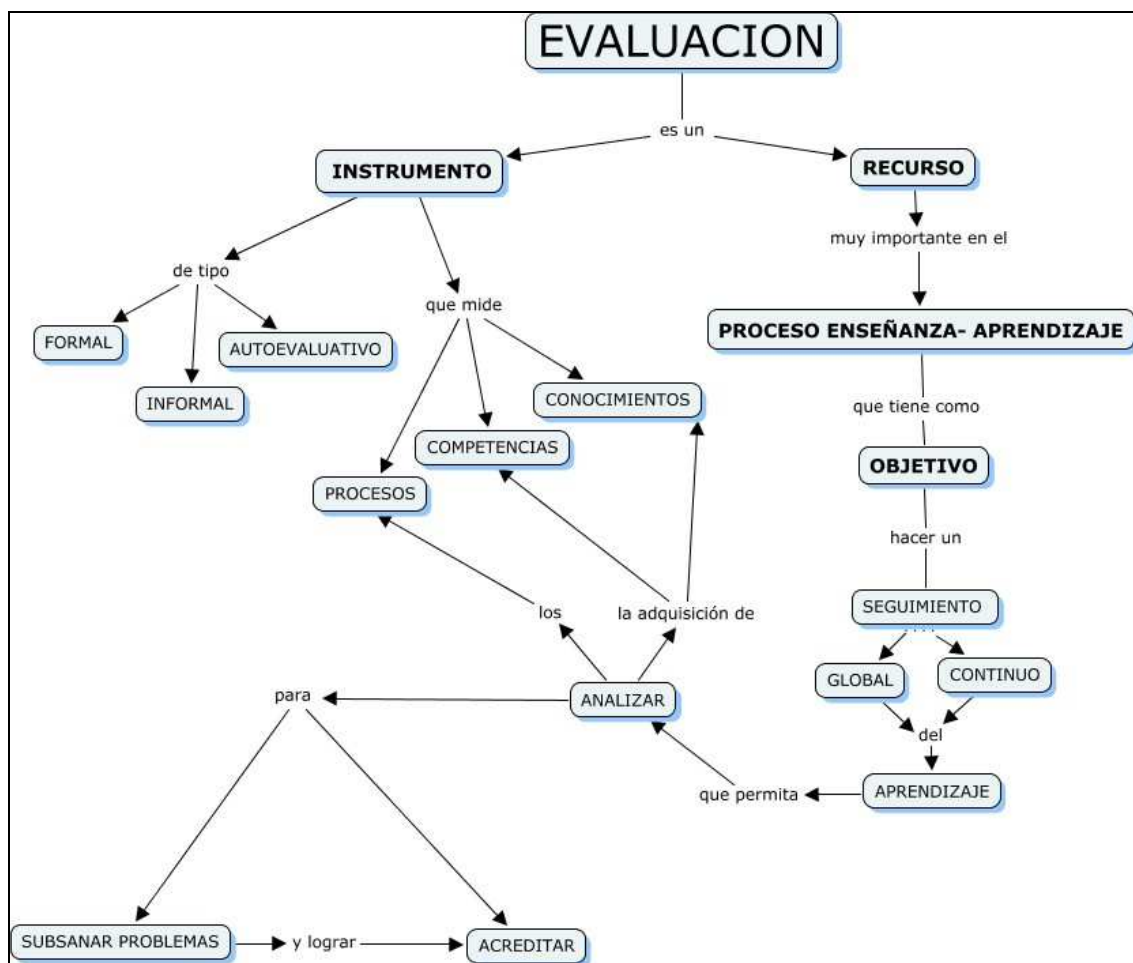 EVALUACION
es un
INSTRUMENTO
RECURSO
muy importante en el
de tipo
que mide
FORMAL
AUTOEVALUATIVO
INFORMAL
PROCESO ENSEÑANZA- APRENDIZAJE
CONOCIMIENTOS
COMPETENCIAS
PROCESOS
que tiene como
OBJETIVO
hacer un
SEGUIMIENTO
los
la adquisición de
GLOBAL
CONTINUO
para
ANALIZAR
del
que permita
APRENDIZAJE
SUBSANAR PROBLEMAS
y lograr
ACREDITAR